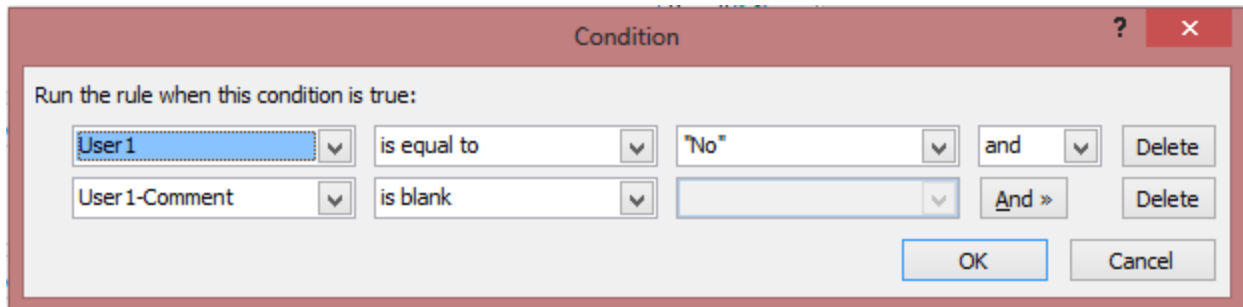 Condition ?
Run the rule when this condition is true:
User1 is equal to "No" and Delete
User1-Comment is blank And » Delete
OK Cancel